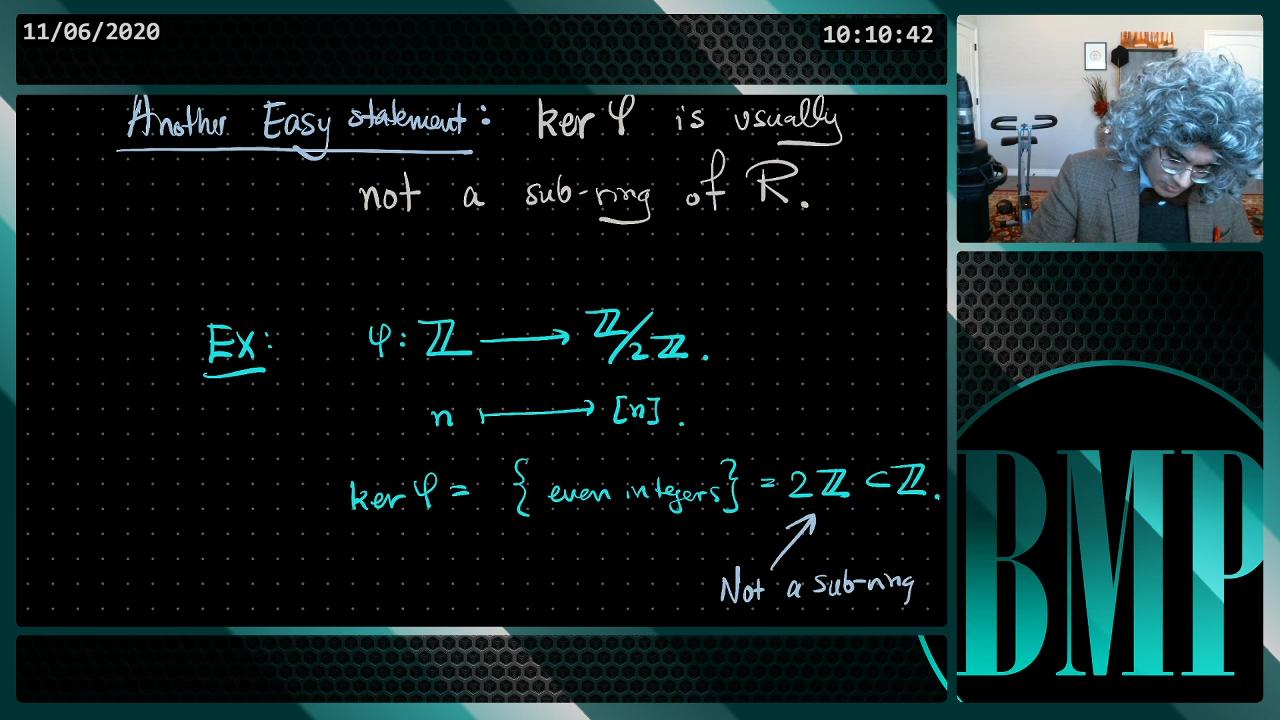 11/06/2020
10:10:42
Another Easy statement: ker φ is usually
not a sub-ring of R.
Ex: φ: ℤ ⟶ ℤ/2ℤ.
n ⟼ [n].
ker φ = { even integers } = 2ℤ ⊂ ℤ.
Not a sub-ring
BMP